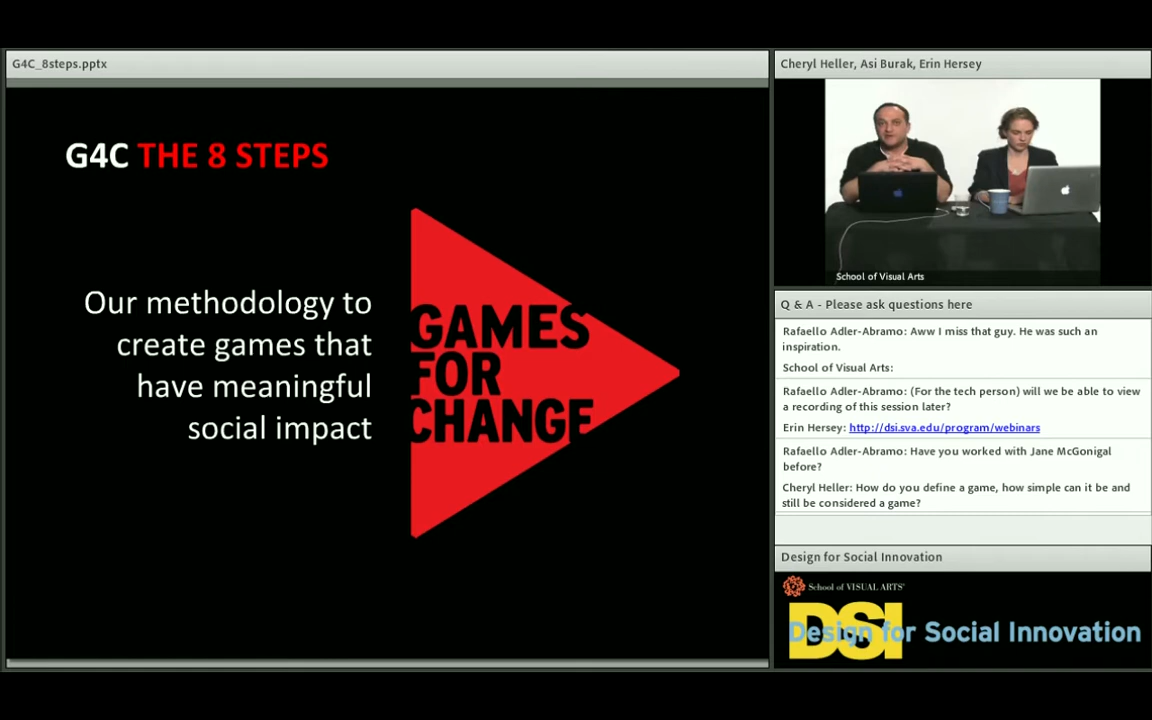 G4C_8steps.pptx
G4C THE 8 STEPS
Our methodology to
create games that
have meaningful
social impact
GAMES
FOR
CHANGE
Cheryl Heller, Asi Burak, Erin Hersey
School of Visual Arts
Q & A - Please ask questions here
Rafaello Adler-Abramo: Aww I miss that guy. He was such an
inspiration.
School of Visual Arts:
Rafaello Adler-Abramo: (For the tech person) will we be able to view
a recording of this session later?
Erin Hersey: http://dsi.sva.edu/program/webinars
Rafaello Adler-Abramo: Have you worked with Jane McGonigal
before?
Cheryl Heller: How do you define a game, how simple can it be and
still be considered a game?
Design for Social Innovation
School of VISUAL ARTS
DSI
Design for Social Innovation